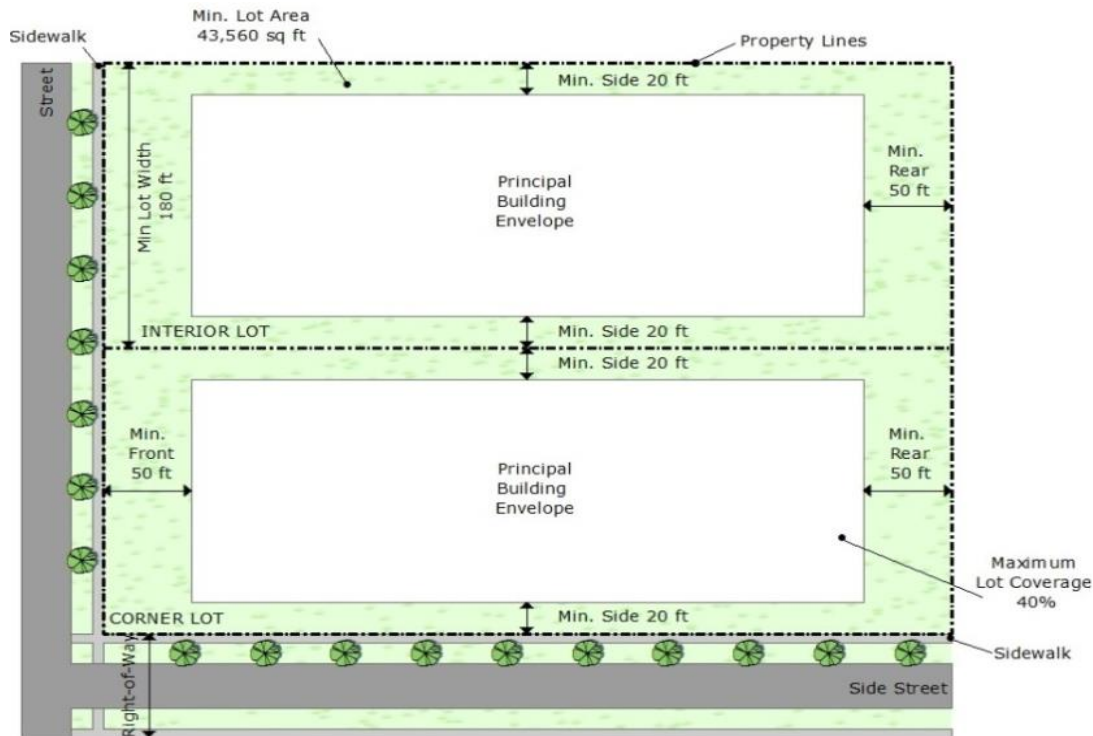 Min. Lot Area
43,560 sq ft
Sidewalk
Property Lines
Street
Min. Side 20 ft
Min Lot Width
180 ft
Principal
Building
Envelope
Min.
Rear
50 ft
INTERIOR LOT
Min. Side 20 ft
Min. Side 20 ft
Min.
Front
50 ft
Principal
Building
Envelope
Min.
Rear
50 ft
Maximum
Lot Coverage
40%
CORNER LOT
Min. Side 20 ft
Sidewalk
Right-of-Way
Side Street